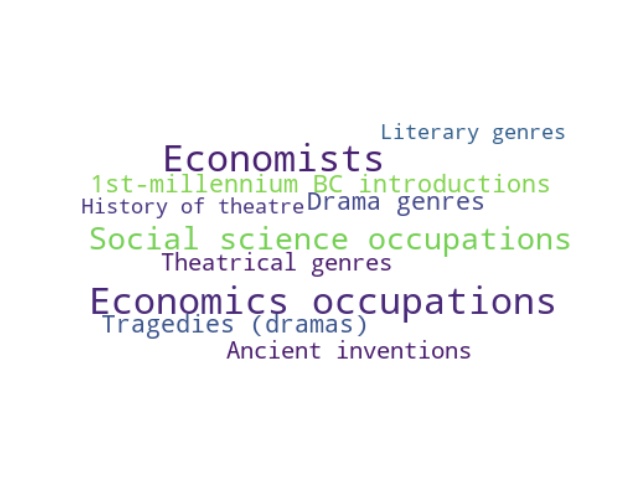 Literary genres
Economists
1st-millennium BC introductions
History of theatre
Drama genres
Social science occupations
Theatrical genres
Economics occupations
Tragedies (dramas)
Ancient inventions